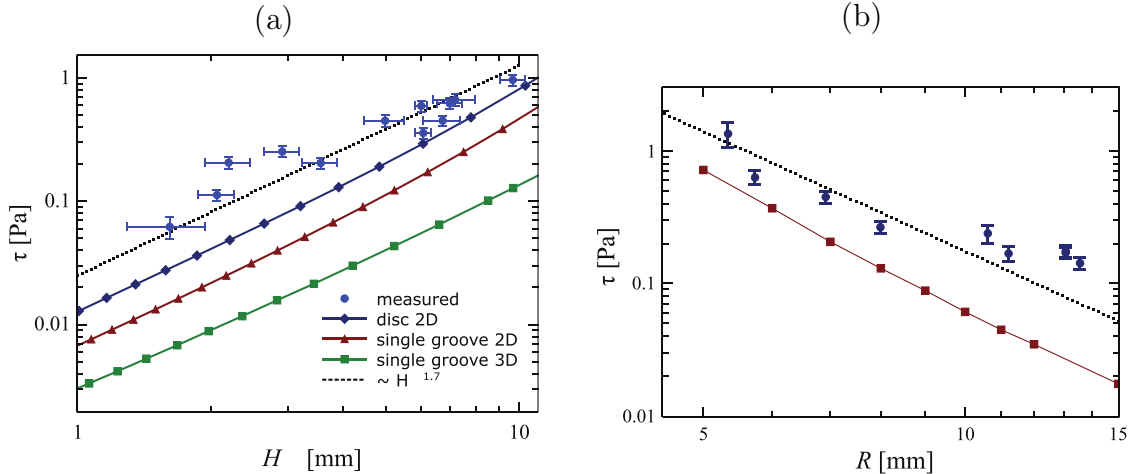 (a)
τ [Pa]
1
0.1
0.01
measured
disc 2D
single groove 2D
single groove 3D
~ H 1.7
1
10
H [mm]
(b)
τ [Pa]
1
0.1
0.01
5
10
15
R [mm]